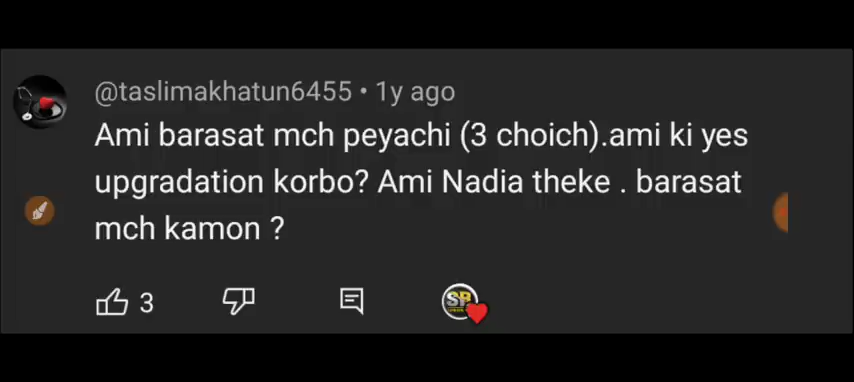 @taslimakhatun6455 • 1y ago
Ami barasat mch peyachi (3 choich).ami ki yes
upgradation korbo? Ami Nadia theke . barasat
mch kamon ?
3
SB